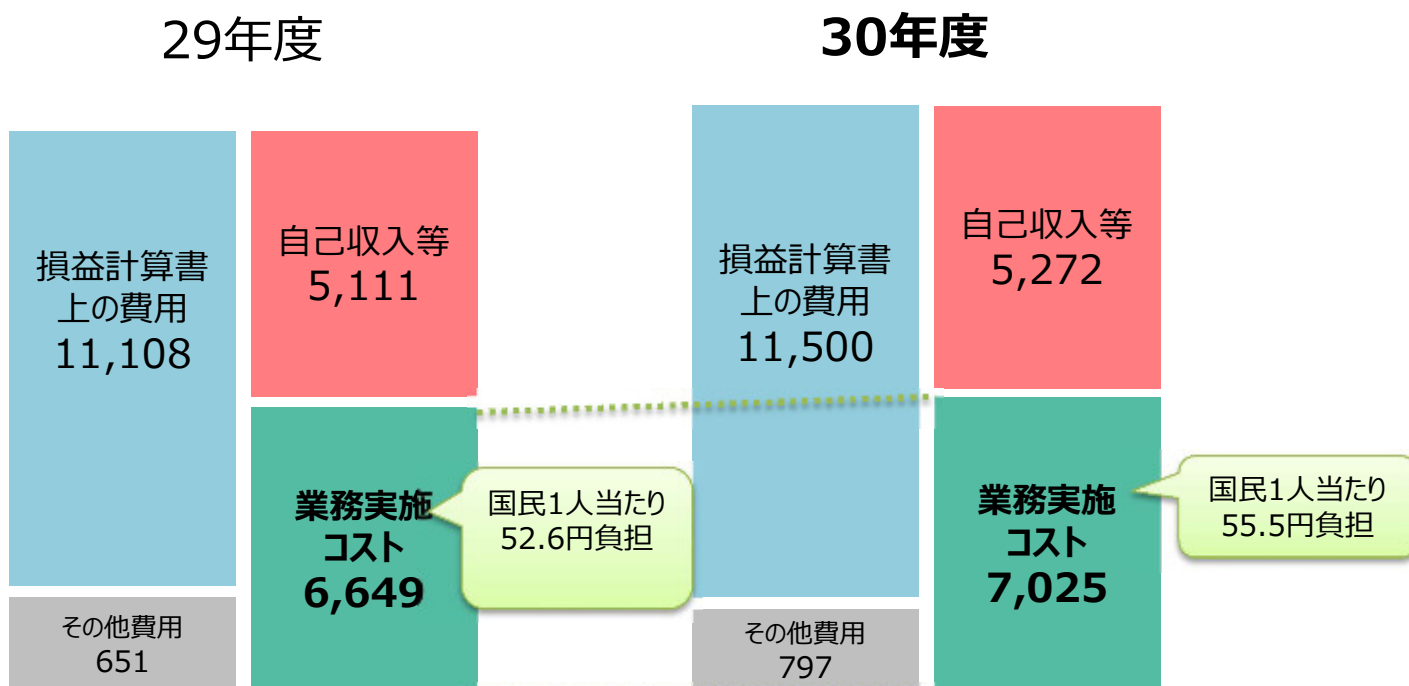 29年度
損益計算書
上の費用
11,108
その他費用
651
自己収入等
5,111
業務実施
コスト
6,649
国民1人当たり
52.6円負担
30年度
損益計算書
上の費用
11,500
その他費用
797
自己収入等
5,272
業務実施
コスト
7,025
国民1人当たり
55.5円負担